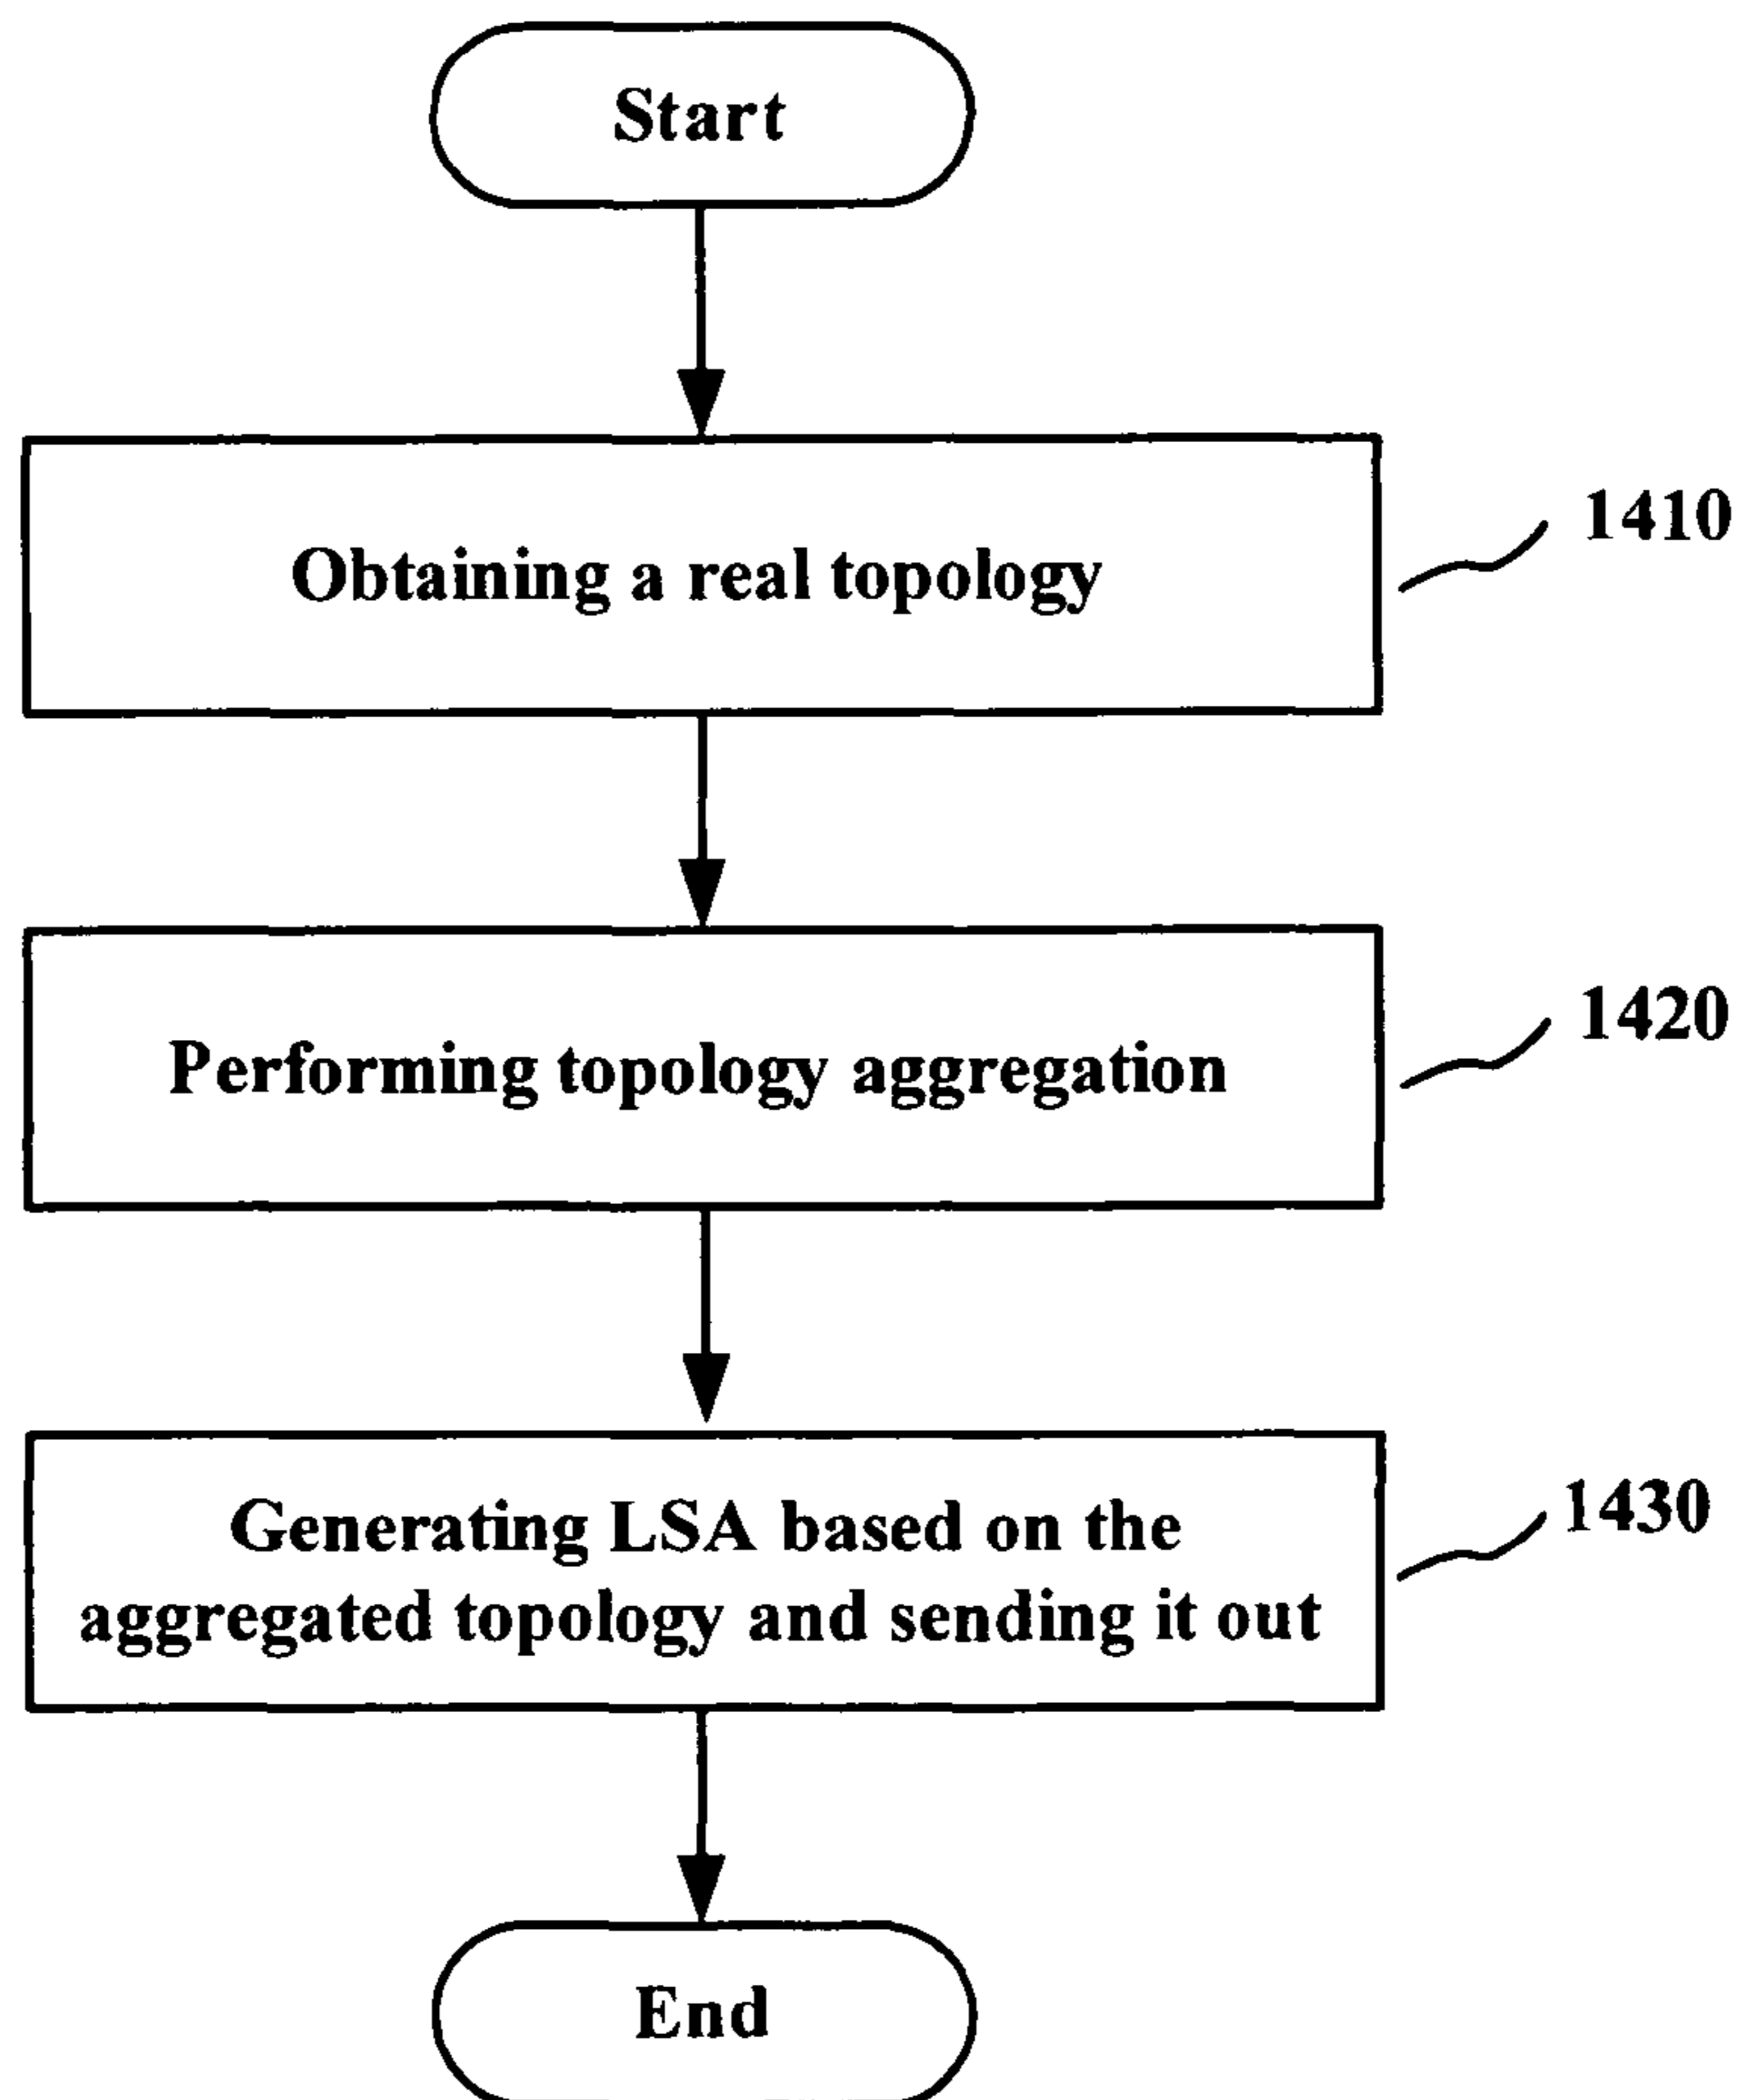 Start
Obtaining a real topology
1410
Performing topology aggregation
1420
Generating LSA based on the
aggregated topology and sending it out
1430
End